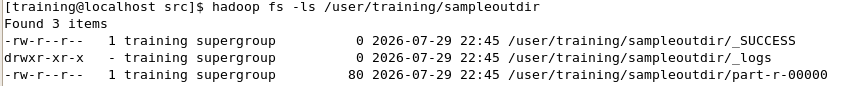 [training@localhost src]$ hadoop fs -ls /user/training/sampleoutdir
Found 3 items
-rw-r--r--   1 training supergroup          0 2026-07-29 22:45 /user/training/sampleoutdir/_SUCCESS
drwxr-xr-x   - training supergroup          0 2026-07-29 22:45 /user/training/sampleoutdir/_logs
-rw-r--r--   1 training supergroup         80 2026-07-29 22:45 /user/training/sampleoutdir/part-r-00000